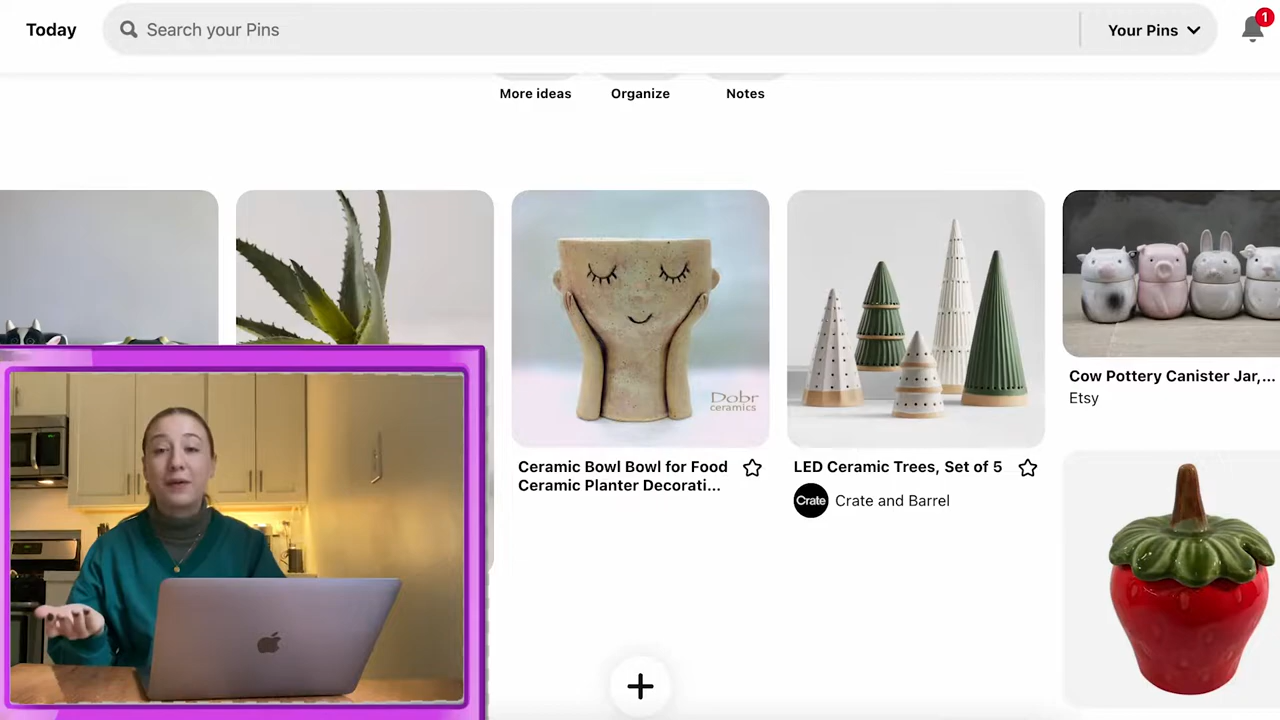 Today
Search your Pins
Your Pins
1
More ideas
Organize
Notes
Dobr
ceramics
Ceramic Bowl Bowl for Food
Ceramic Planter Decorati...
LED Ceramic Trees, Set of 5
Crate
Crate and Barrel
Cow Pottery Canister Jar,...
Etsy